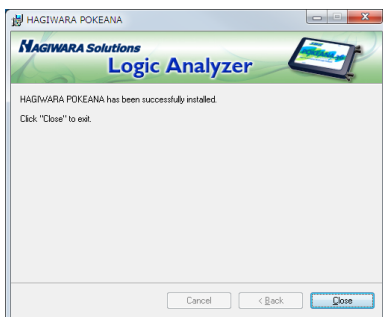 HAGIWARA POKEANA
HAGIWARA Solutions
Logic Analyzer
HAGIWARA POKEANA has been successfully installed.
Click "Close" to exit.
Cancel
< Back
Close